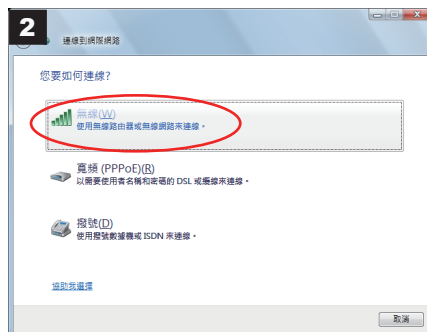 2
連線到網際網路
您要如何連線?
無線(W)
使用無線路由器或無線網路來連線。
寬頻 (PPPoE)(R)
以需要使用者名稱和密碼的 DSL 或纜線來連線。
撥號(D)
使用撥號數據機或 ISDN 來連線。
協助我選擇
取消